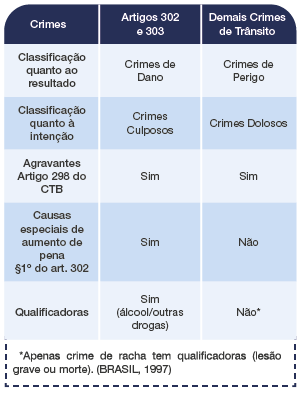 Crimes
Artigos 302
e 303
Demais Crimes
de Trânsito
Classificação
quanto ao
resultado
Crimes de
Dano
Crimes de
Perigo
Classificação
quanto à
intenção
Crimes
Culposos
Crimes Dolosos
Agravantes
Artigo 298 do
CTB
Sim
Sim
Causas
especiais de
aumento de
pena
§1º do art. 302
Sim
Não
Qualificadoras
Sim
(álcool/outras
drogas)
Não*
*Apenas crime de racha tem qualificadoras (lesão
grave ou morte). (BRASIL, 1997)